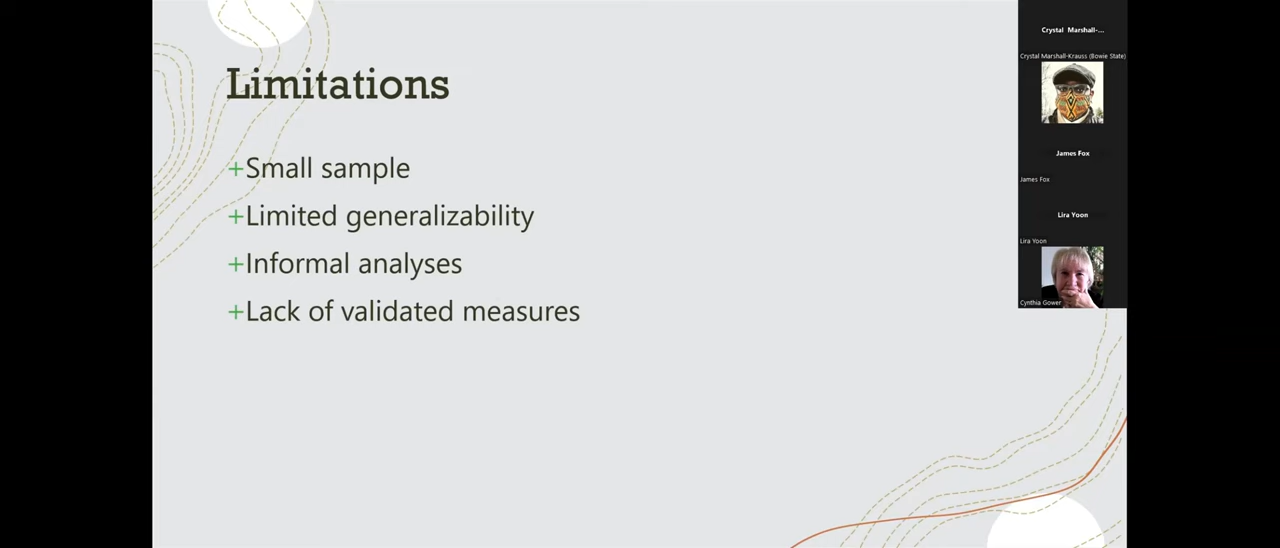 Limitations
+Small sample
+Limited generalizability
+Informal analyses
+Lack of validated measures
Crystal Marshall-...
Crystal Marshall-Krauss (Bowie State)
James Fox
James Fox
Lira Yoon
Lira Yoon
Cynthia Gower